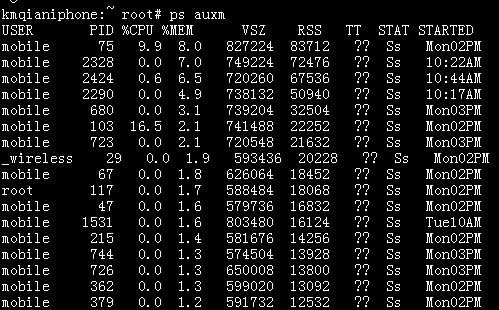 kmqianiphone:~ root# ps auxm
USER PID %CPU %MEM VSZ RSS TT STAT STARTED
mobile 75 9.9 8.0 827224 83712 ?? Ss Mon02PM
mobile 2328 0.0 7.0 749224 72476 ?? Ss 10:22AM
mobile 2424 0.6 6.5 720260 67536 ?? Ss 10:44AM
mobile 2290 0.0 4.9 738132 50940 ?? Ss 10:17AM
mobile 680 0.0 3.1 739204 32504 ?? Ss Mon03PM
mobile 103 16.5 2.1 741488 22252 ?? Ss Mon02PM
mobile 723 0.0 2.1 720548 21632 ?? Ss Mon03PM
_wireless 29 0.0 1.9 593436 20228 ?? Ss Mon02PM
mobile 67 0.0 1.8 626064 18452 ?? Ss Mon02PM
root 117 0.0 1.7 588484 18068 ?? Ss Mon02PM
mobile 47 0.0 1.6 579736 16832 ?? Ss Mon02PM
mobile 1531 0.0 1.6 803480 16124 ?? Ss Tue10AM
mobile 215 0.0 1.4 581676 14256 ?? Ss Mon02PM
mobile 744 0.0 1.3 574504 13928 ?? Ss Mon03PM
mobile 726 0.0 1.3 650008 13800 ?? Ss Mon03PM
mobile 362 0.0 1.3 599020 13092 ?? Ss Mon02PM
mobile 379 0.0 1.2 591732 12532 ?? Ss Mon02PM